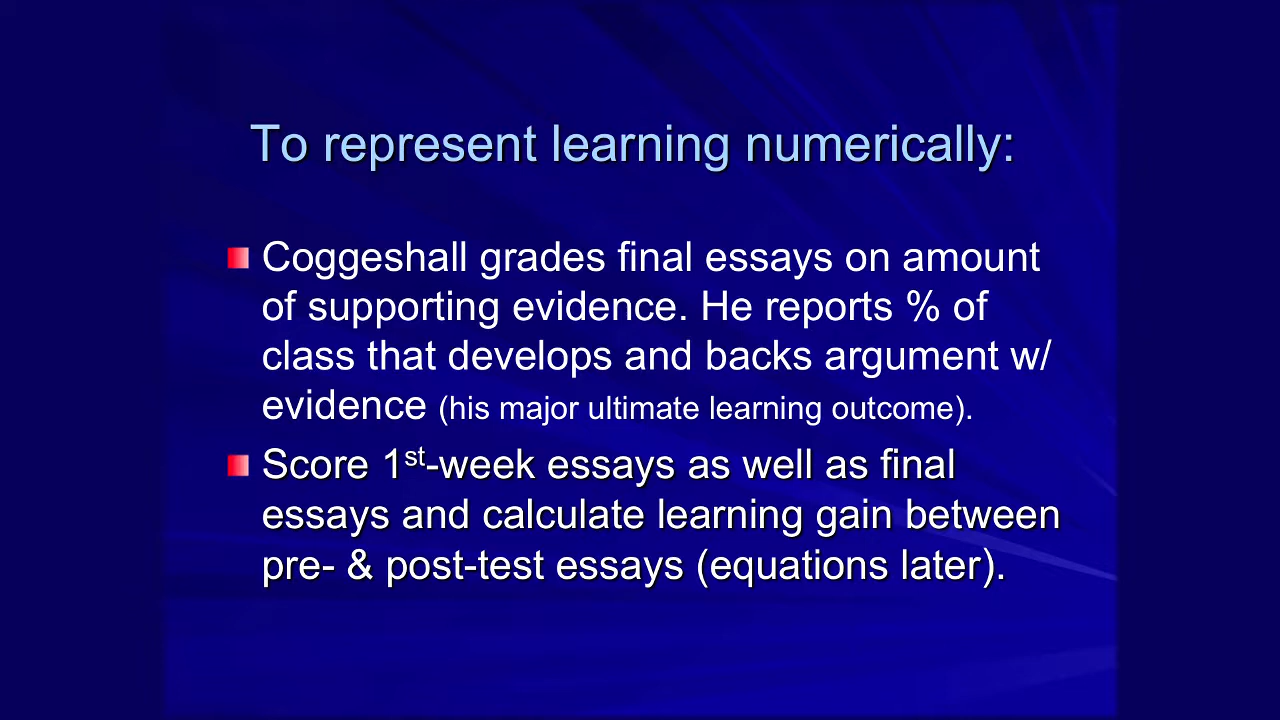 To represent learning numerically:
Coggeshall grades final essays on amount
of supporting evidence. He reports % of
class that develops and backs argument w/
evidence (his major ultimate learning outcome).
Score 1st-week essays as well as final
essays and calculate learning gain between
pre- & post-test essays (equations later).